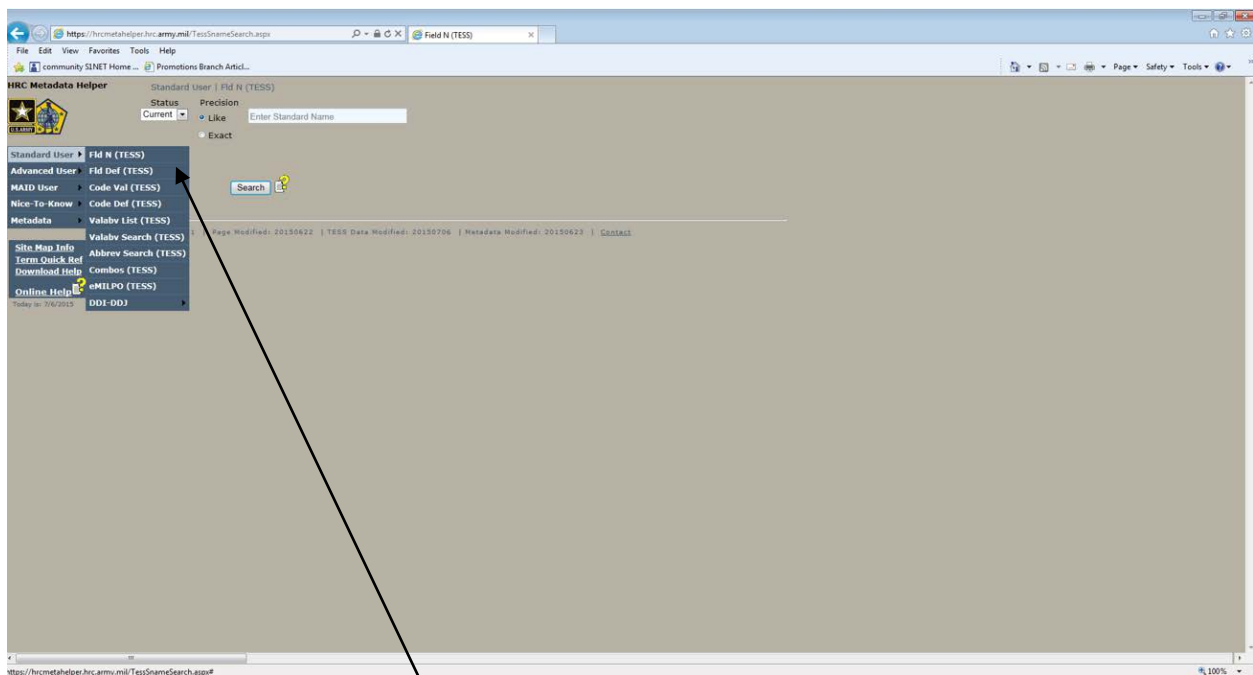 https://hrcmetahelper.hrc.army.mil/TessSnameSearch.aspx
Field N (TESS)
File Edit View Favorites Tools Help
community SINET Home ... Promotions Branch Articl...
Page Safety Tools
HRC Metadata Helper
Standard User | Fld N (TESS)
Status Precision
Current Like Enter Standard Name
Exact
U.S.ARMY
Standard User Fld N (TESS)
Advanced User Fld Def (TESS)
MAID User Code Val (TESS)
Search
Nice-To-Know Code Def (TESS)
Metadata Valabv List (TESS)
Valabv Search (TESS)
| Page Modified: 20150622 | TESS Data Modified: 20150706 | Metadata Modified: 20150623 | Contact
Site Map Info
Abbrev Search (TESS)
Term Quick Ref
Download Help Combos (TESS)
Online Help eMILPO (TESS)
Today is: 7/6/2015 DDI-DDJ
https://hrcmetahelper.hrc.army.mil/TessSnameSearch.aspx#
100%